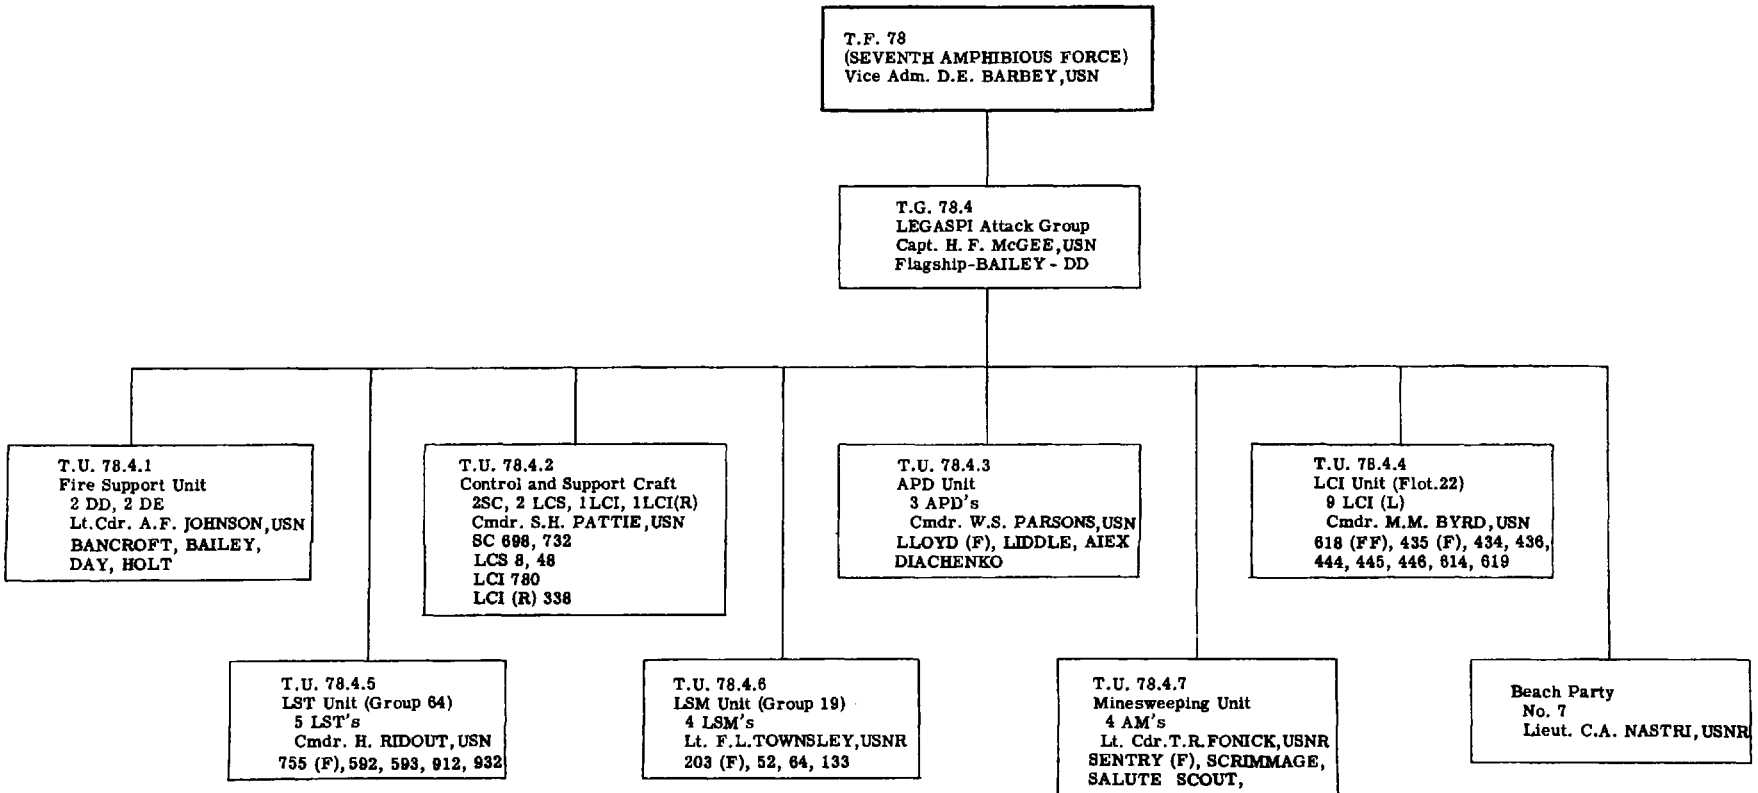 T.F. 78
(SEVENTH AMPHIBIOUS FORCE)
Vice Adm. D.E. BARBEY,USN
T.G. 78.4
LEGASPI Attack Group
Capt. H. F. McGEE,USN
Flagship-BAILEY - DD
T.U. 78.4.1
Fire Support Unit
2 DD, 2 DE
Lt.Cdr. A.F. JOHNSON,USN
BANCROFT, BAILEY,
DAY, HOLT
T.U. 78.4.2
Control and Support Craft
2SC, 2 LCS, 1LCI, 1LCI(R)
Cmdr. S.H. PATTIE,USN
SC 698, 732
LCS 8, 48
LCI 780
LCI (R) 338
T.U. 78.4.3
APD Unit
3 APD's
Cmdr. W.S. PARSONS,USN
LLOYD (F), LIDDLE, AIEX
DIACHENKO
T.U. 78.4.4
LCI Unit (Flot.22)
9 LCI (L)
Cmdr. M.M. BYRD,USN
618 (FF), 435 (F), 434, 436,
444, 445, 446, 614, 619
T.U. 78.4.5
LST Unit (Group 64)
5 LST's
Cmdr. H. RIDOUT,USN
755 (F), 592, 593, 912, 932
T.U. 78.4.6
LSM Unit (Group 19)
4 LSM's
Lt. F.L.TOWNSLEY,USNR
203 (F), 52, 64, 133
T.U. 78.4.7
Minesweeping Unit
4 AM's
Lt. Cdr.T.R.FONICK,USNR
SENTRY (F), SCRIMMAGE,
SALUTE SCOUT,
Beach Party
No. 7
Lieut. C.A. NASTRI,USNR